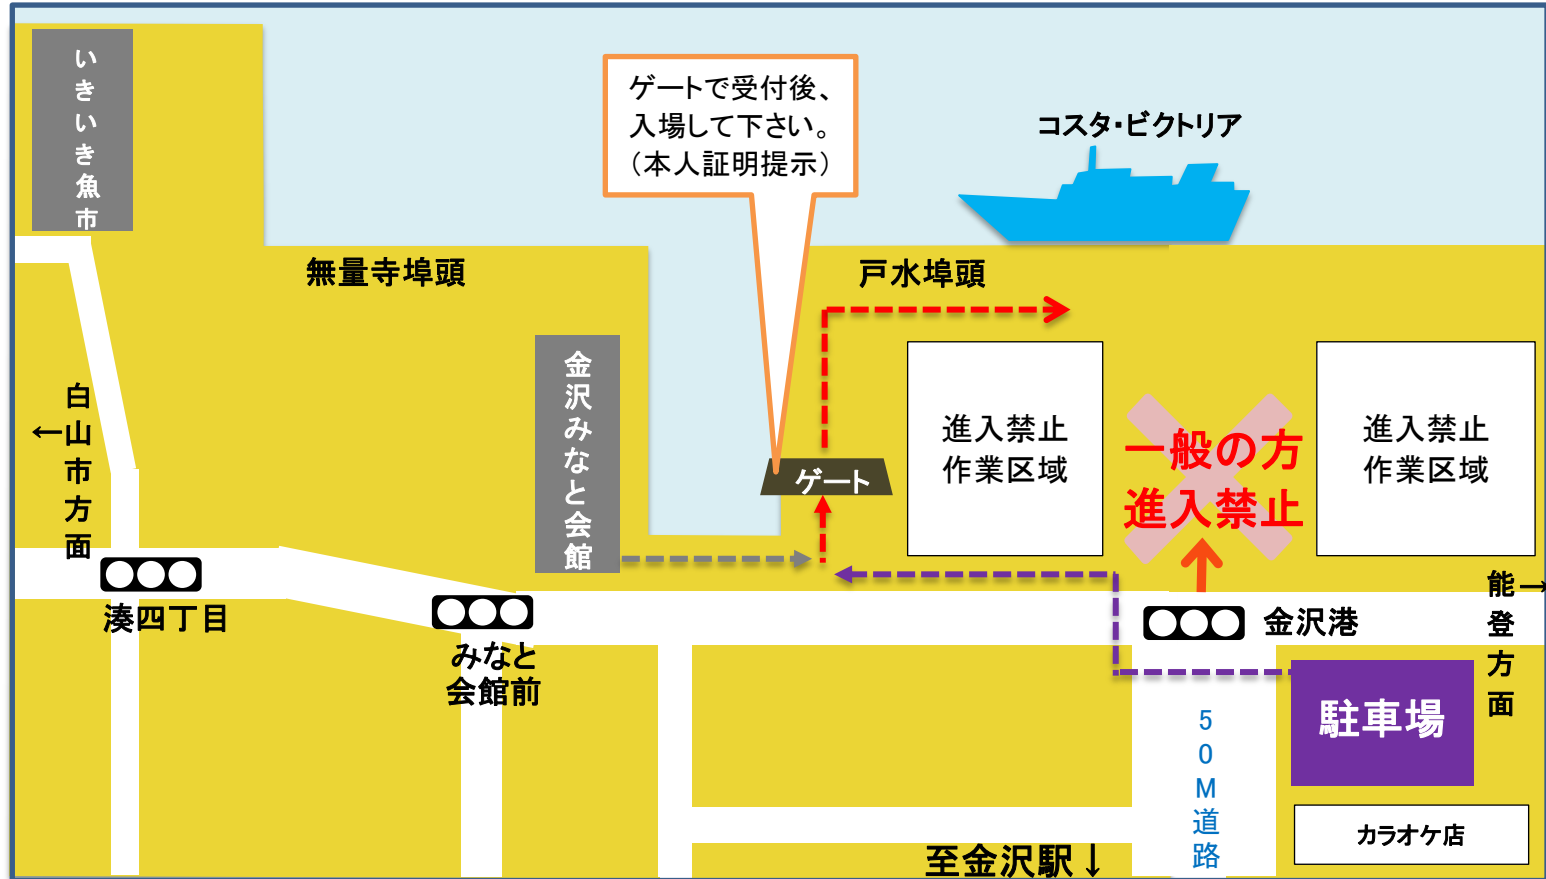 いきいき魚市
ゲートで受付後、
入場して下さい。
（本人証明提示）
コスタ・ビクトリア
無量寺埠頭
戸水埠頭
金沢みなと会館
←白山市方面
ゲート
進入禁止
作業区域
一般の方
進入禁止
進入禁止
作業区域
湊四丁目
みなと
会館前
金沢港
能登方面→
駐車場
50M道路
カラオケ店
至金沢駅↓